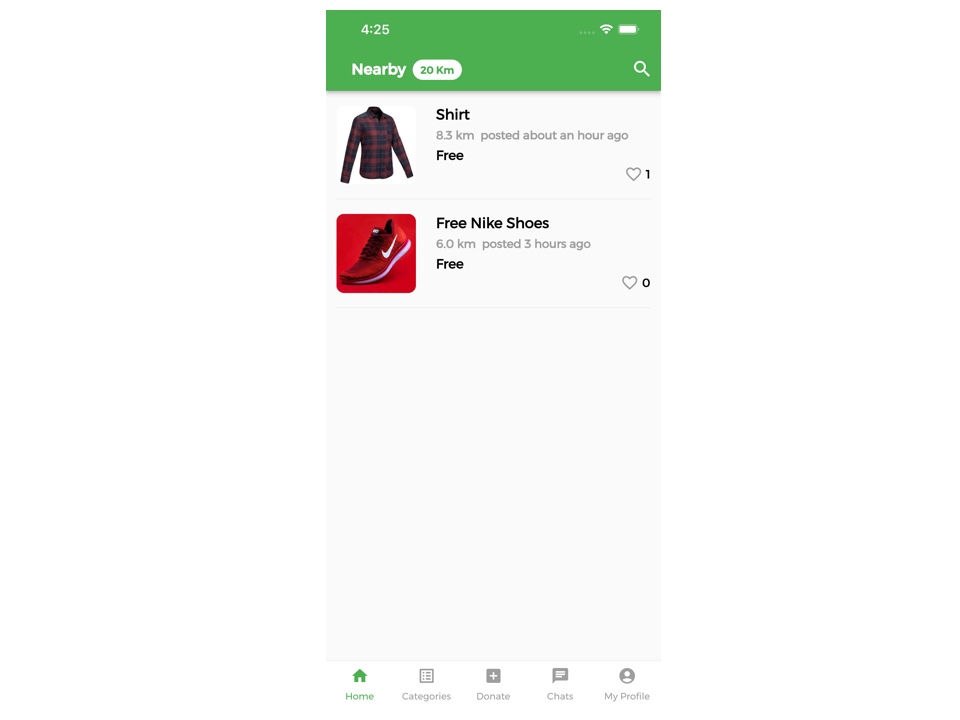 4:25
Nearby 20 Km
Shirt
8.3 km posted about an hour ago
Free
1
Free Nike Shoes
6.0 km posted 3 hours ago
Free
0
Home Categories Donate Chats My Profile